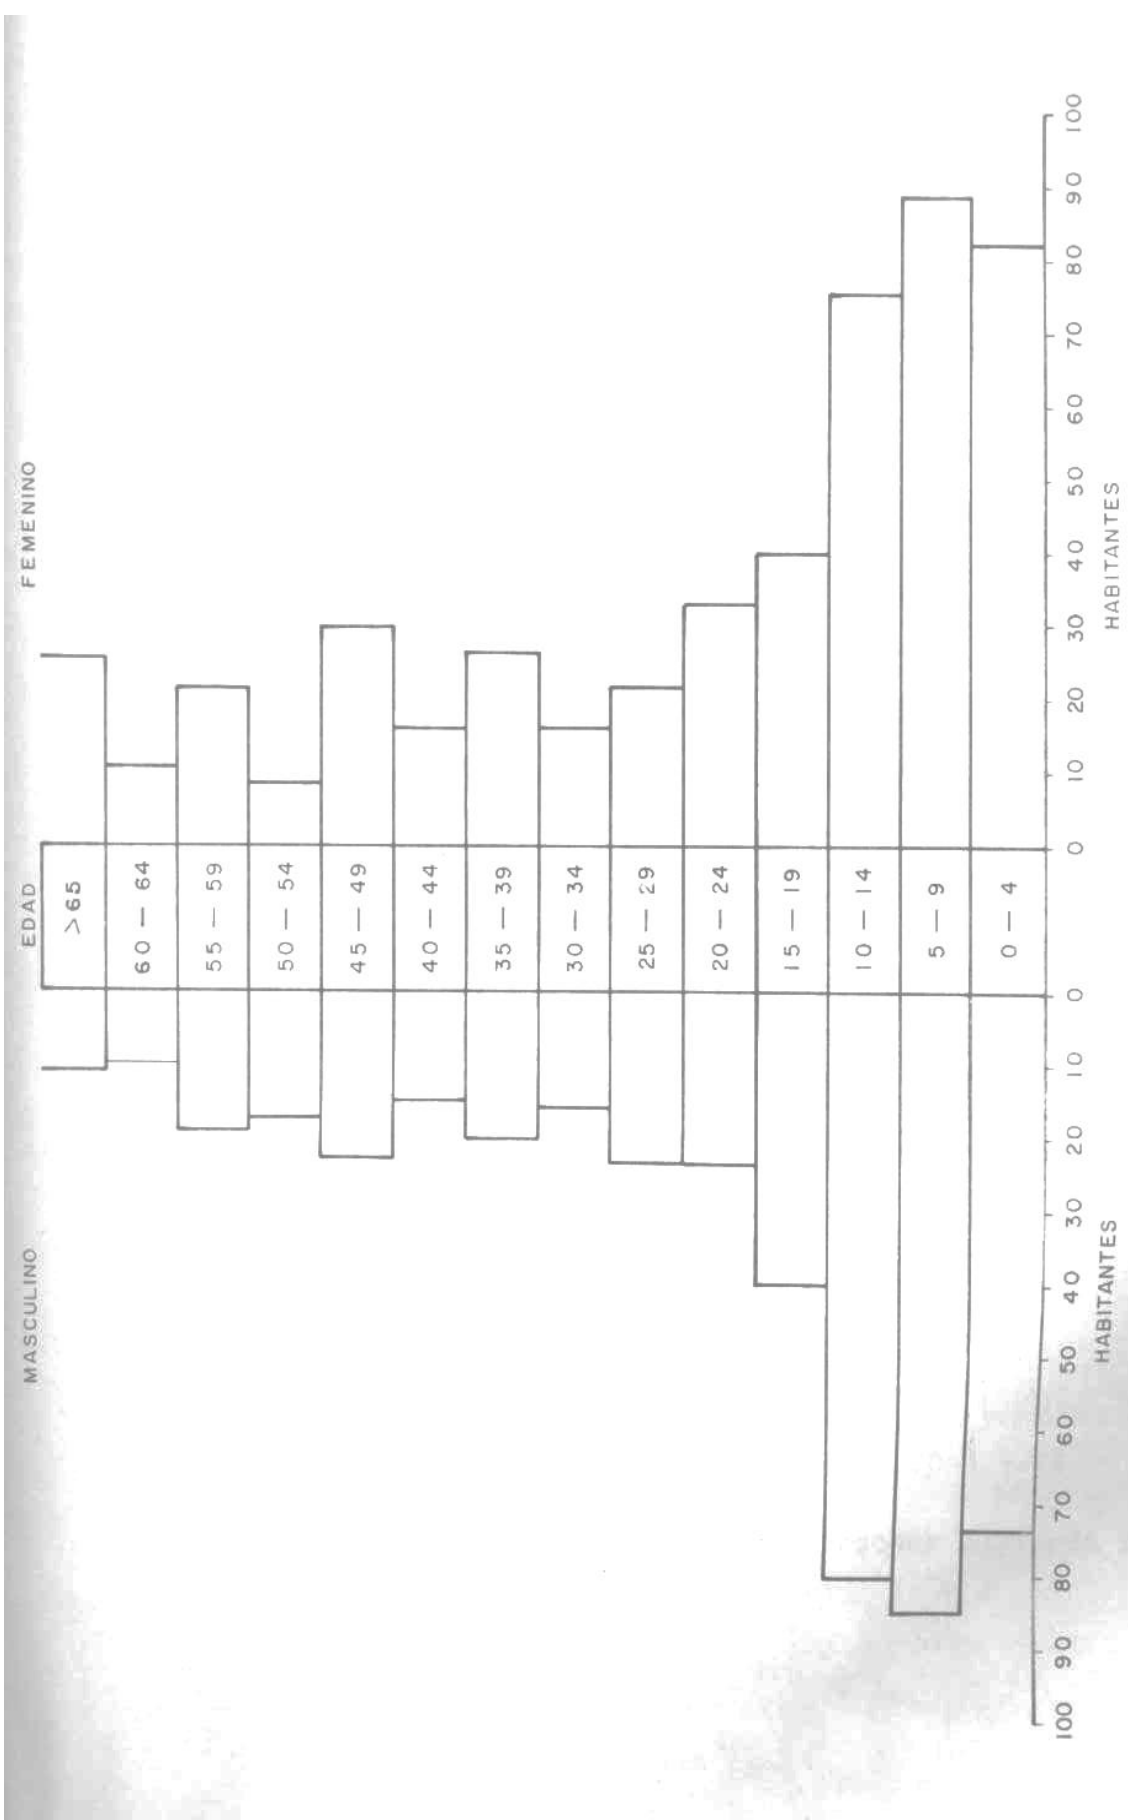 MASCULINO EDAD FEMENINO
>65
60 — 64
55 — 59
50 — 54
45 — 49
40 — 44
35 — 39
30 — 34
25 — 29
20 — 24
15 — 19
10 — 14
5 — 9
0 — 4
100 90 80 70 60 50 40 30 20 10 0 0 10 20 30 40 50 60 70 80 90 100
HABITANTES HABITANTES